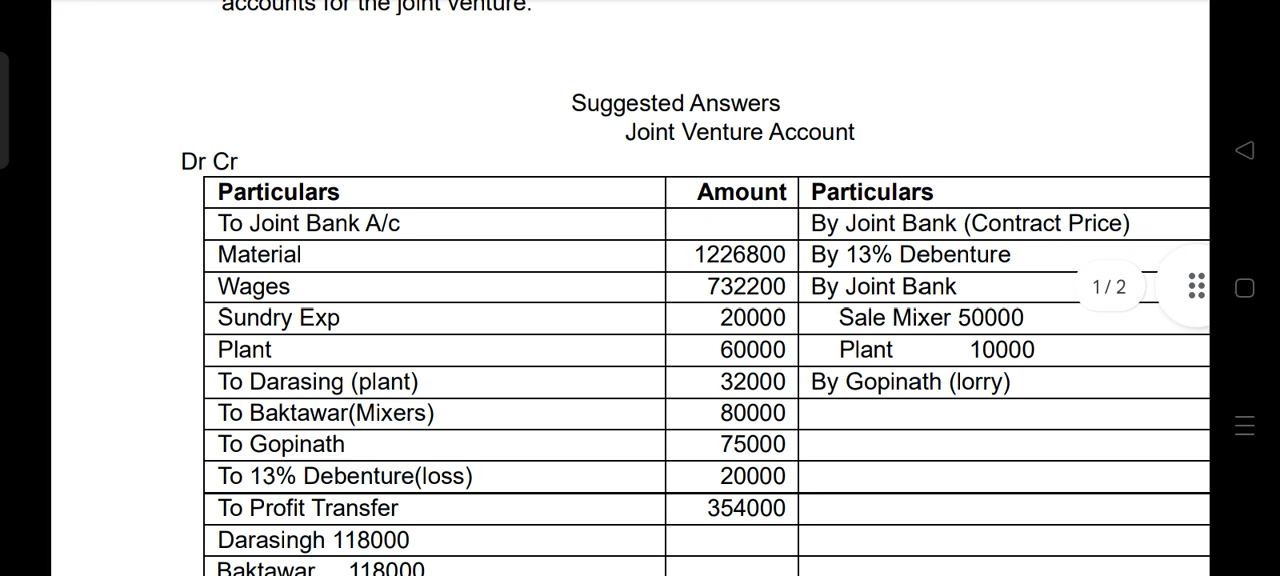 accounts for the joint venture.
Suggested Answers
Joint Venture Account
Dr Cr
Particulars Amount Particulars
To Joint Bank A/c By Joint Bank (Contract Price)
Material 1226800 By 13% Debenture
Wages 732200 By Joint Bank 1 / 2
Sundry Exp 20000 Sale Mixer 50000
Plant 60000 Plant 10000
To Darasing (plant) 32000 By Gopinath (lorry)
To Baktawar(Mixers) 80000
To Gopinath 75000
To 13% Debenture(loss) 20000
To Profit Transfer 354000
Darasingh 118000
Baktawar 118000